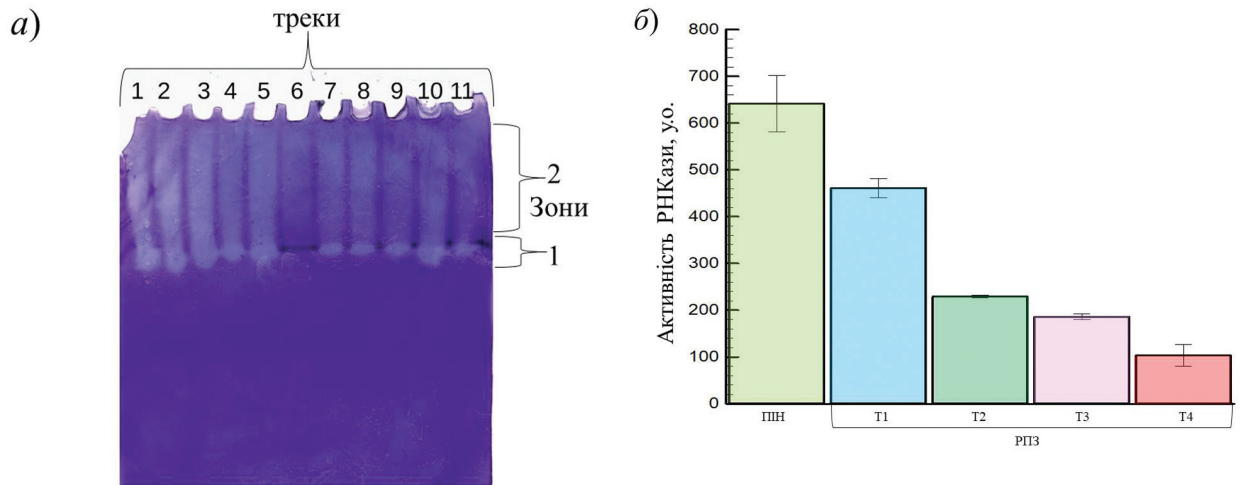 а)
треки
1 2 3 4 5 6 7 8 9 10 11
2
Зони
1
б)
Активність РНКази, у.о.
800
700
600
500
400
300
200
100
0
ПІН
Т1
Т2
Т3
Т4
РПЗ